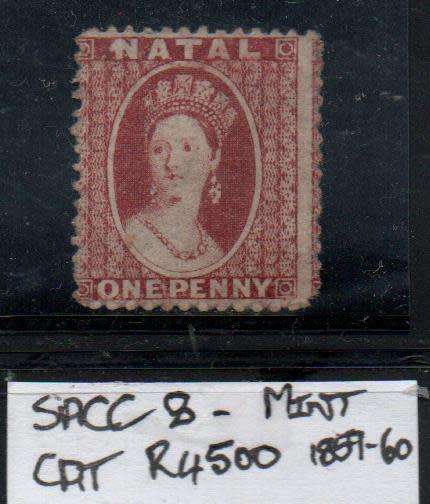 NATAL
ONE PENNY
SACC 8 - MINT
CAT R4500 1859-60